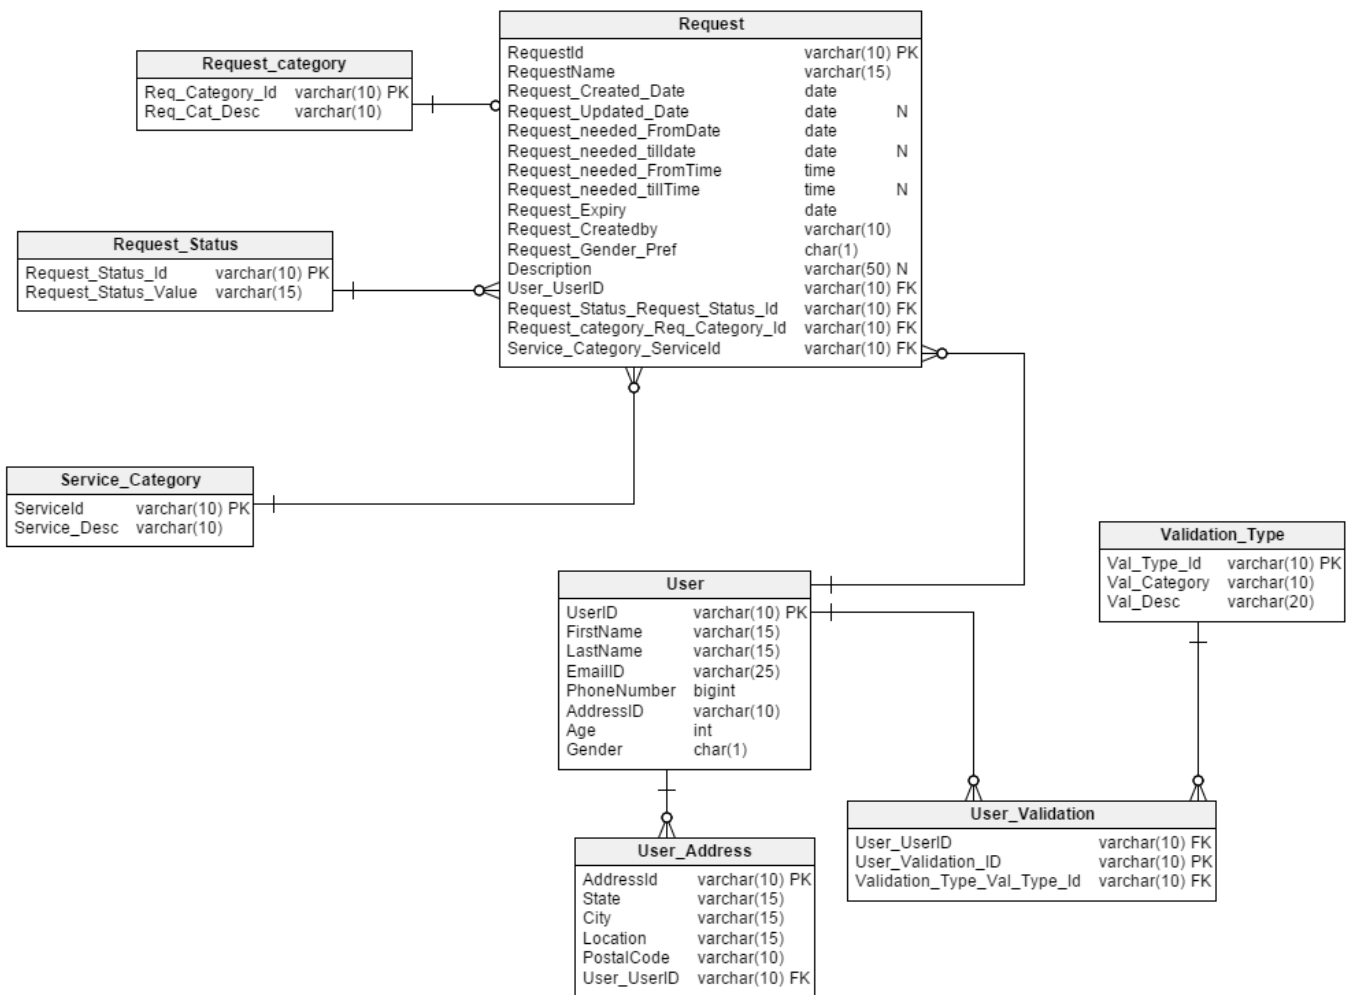 Request
RequestId varchar(10) PK
RequestName varchar(15)
Request_Created_Date date
Request_Updated_Date date N
Request_needed_FromDate date
Request_needed_tilldate date N
Request_needed_FromTime time
Request_needed_tillTime time N
Request_Expiry date
Request_Createdby varchar(10)
Request_Gender_Pref char(1)
Description varchar(50) N
User_UserID varchar(10) FK
Request_Status_Request_Status_Id varchar(10) FK
Request_category_Req_Category_Id varchar(10) FK
Service_Category_ServiceId varchar(10) FK
Request_category
Req_Category_Id varchar(10) PK
Req_Cat_Desc varchar(10)
Request_Status
Request_Status_Id varchar(10) PK
Request_Status_Value varchar(15)
Service_Category
ServiceId varchar(10) PK
Service_Desc varchar(10)
Validation_Type
Val_Type_Id varchar(10) PK
Val_Category varchar(10)
Val_Desc varchar(20)
User
UserID varchar(10) PK
FirstName varchar(15)
LastName varchar(15)
EmailID varchar(25)
PhoneNumber bigint
AddressID varchar(10)
Age int
Gender char(1)
User_Validation
User_UserID varchar(10) FK
User_Validation_ID varchar(10) PK
Validation_Type_Val_Type_Id varchar(10) FK
User_Address
AddressId varchar(10) PK
State varchar(15)
City varchar(15)
Location varchar(15)
PostalCode varchar(10)
User_UserID varchar(10) FK